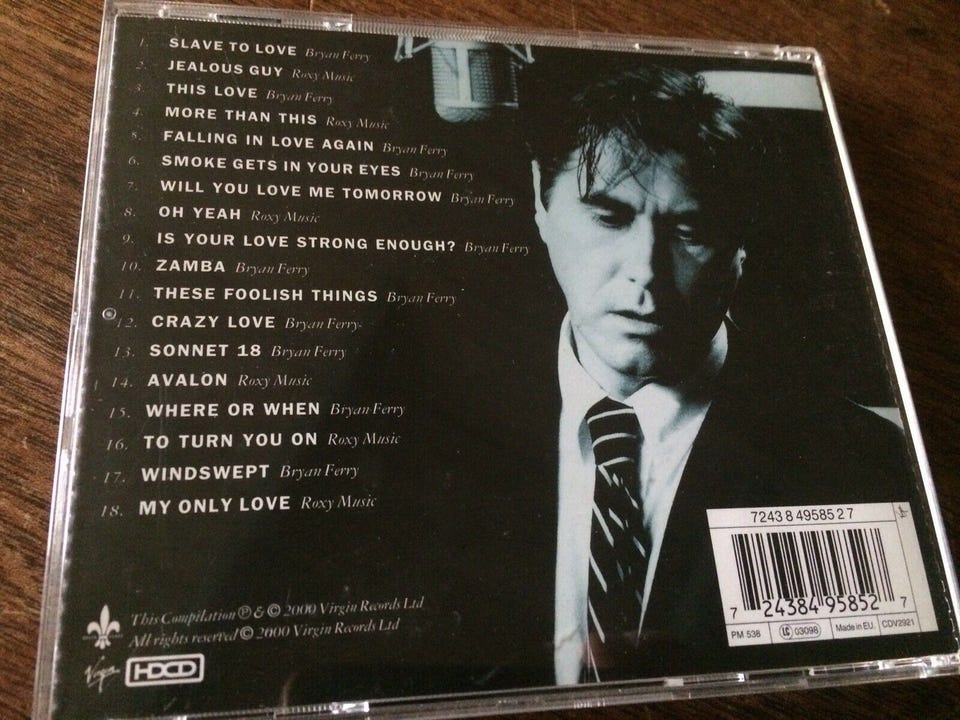 1. SLAVE TO LOVE Bryan Ferry
2. JEALOUS GUY Roxy Music
3. THIS LOVE Bryan Ferry
4. MORE THAN THIS Roxy Music
5. FALLING IN LOVE AGAIN Bryan Ferry
6. SMOKE GETS IN YOUR EYES Bryan Ferry
7. WILL YOU LOVE ME TOMORROW Bryan Ferry
8. OH YEAH Roxy Music
9. IS YOUR LOVE STRONG ENOUGH? Bryan Ferry
10. ZAMBA Bryan Ferry
11. THESE FOOLISH THINGS Bryan Ferry
12. CRAZY LOVE Bryan Ferry
13. SONNET 18 Bryan Ferry
14. AVALON Roxy Music
15. WHERE OR WHEN Bryan Ferry
16. TO TURN YOU ON Roxy Music
17. WINDSWEPT Bryan Ferry
18. MY ONLY LOVE Roxy Music
This Compilation ℗ & © 2000 Virgin Records Ltd
All rights reserved © 2000 Virgin Records Ltd
Virgin HDCD
7243 8 49585 2 7
7 24384 95852 7
PM 538 LC 03098 Made in EU. CDV2921